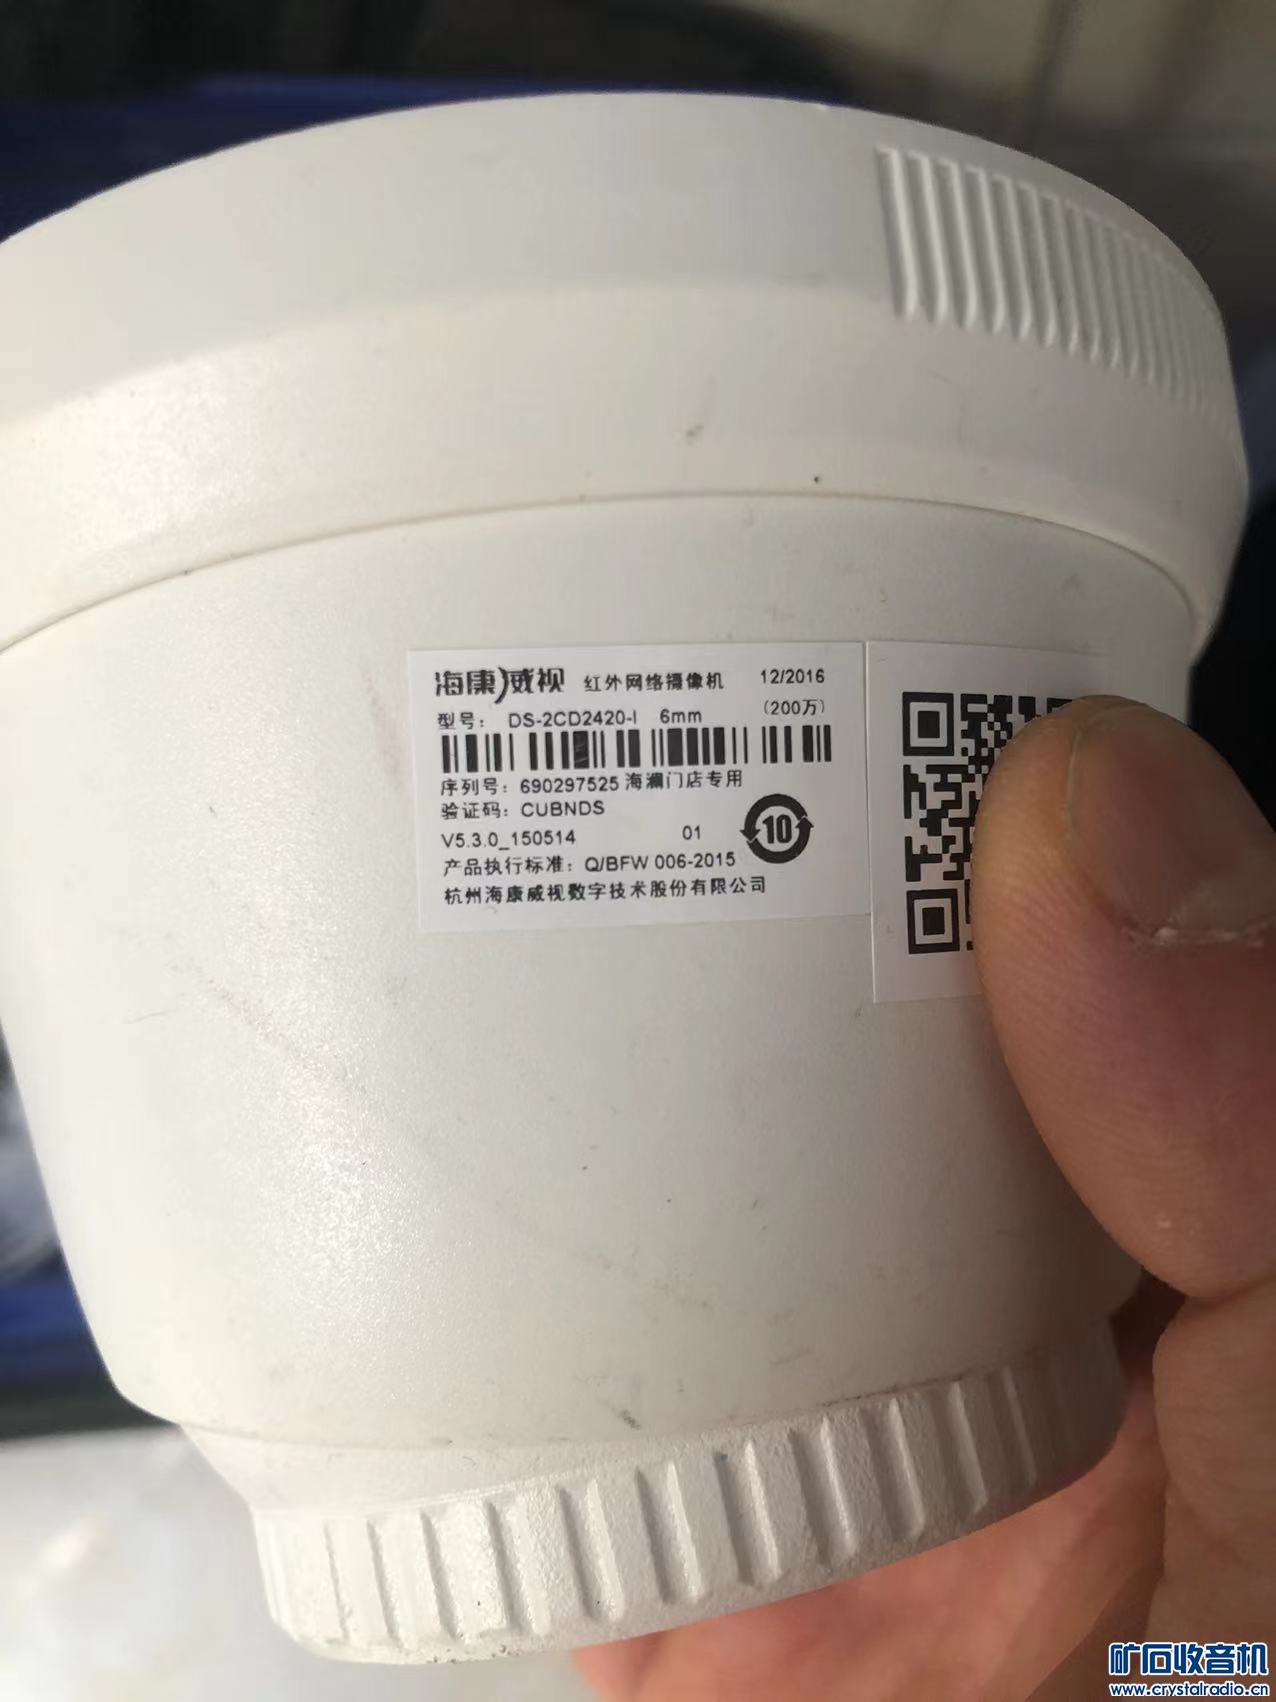 海康威视 红外网络摄像机 12/2016
型号： DS-2CD2420-I 6mm (200万)
序列号：690297525 海澜门店专用
验证码：CUBNDS
V5.3.0_150514 01
10
产品执行标准：Q/BFW 006-2015
杭州海康威视数字技术股份有限公司
矿石收音机
www.crystalradio.cn